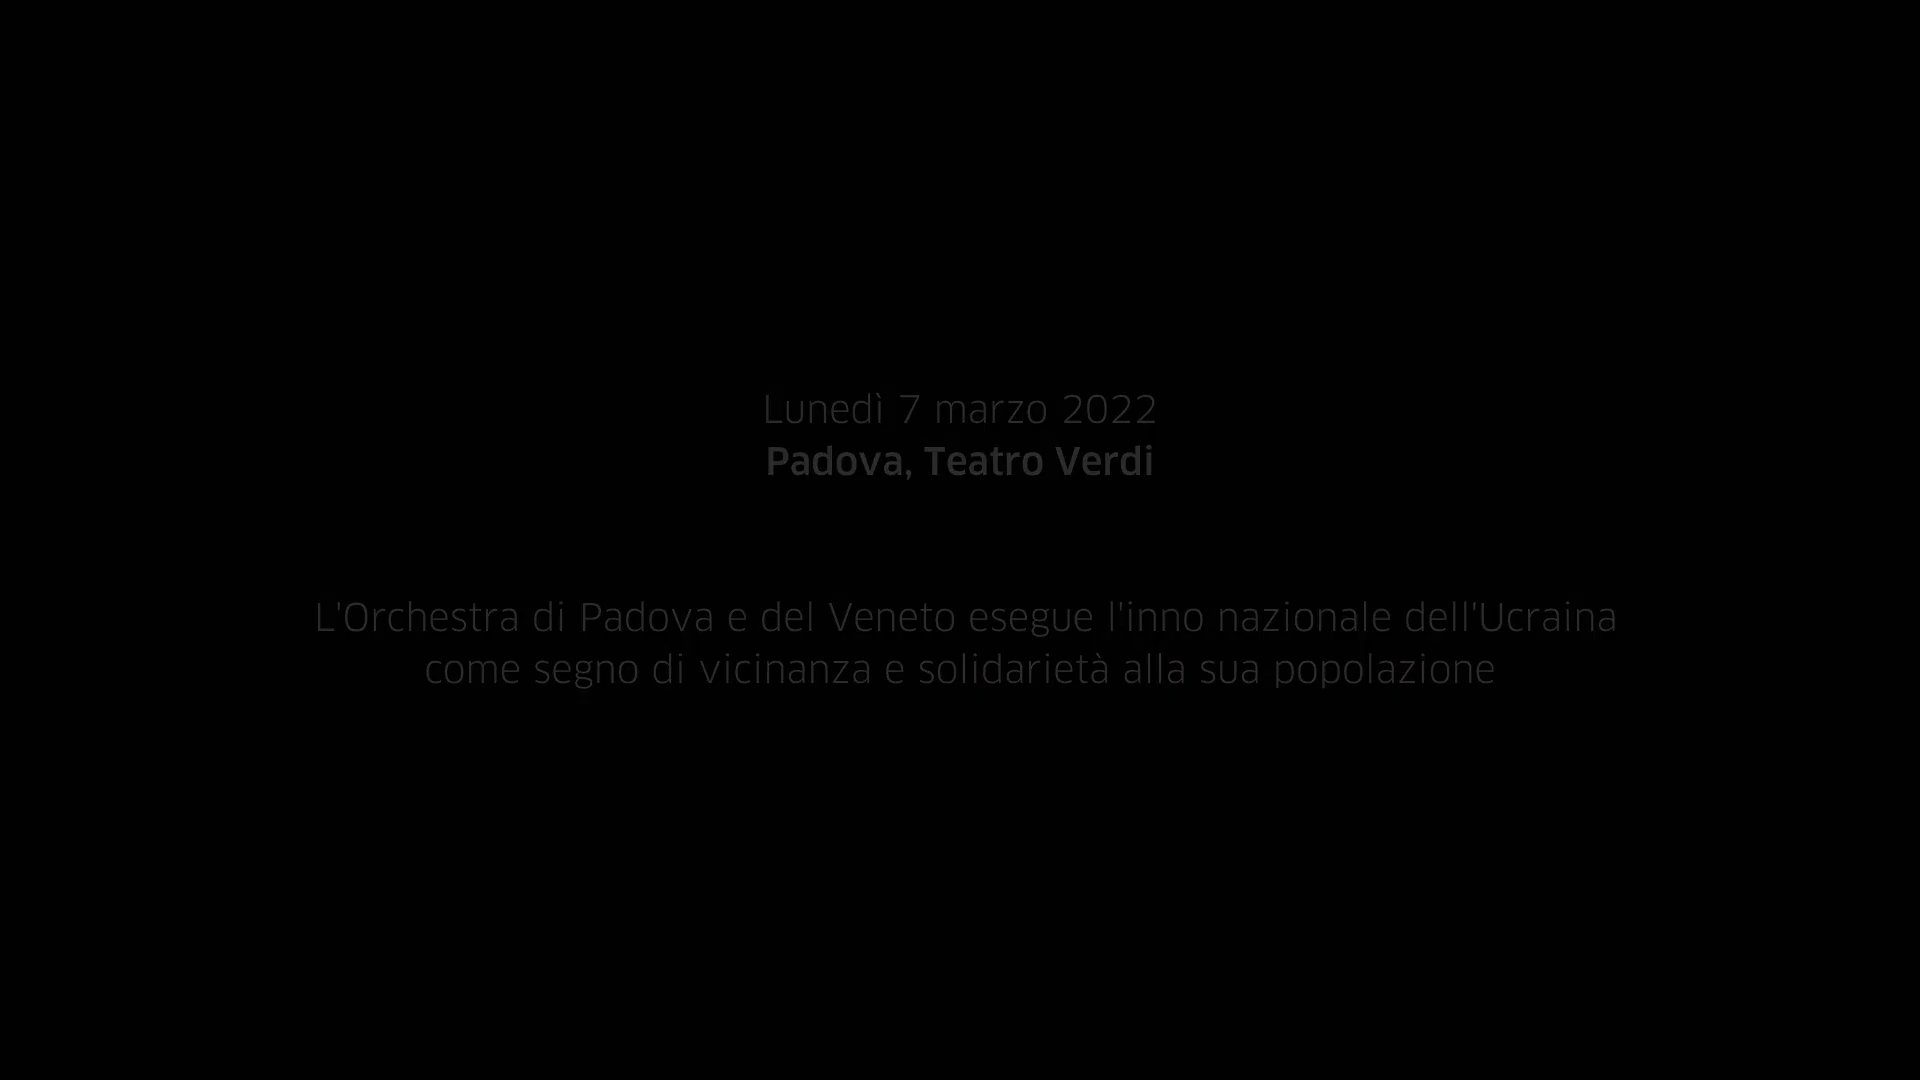 Lunedì 7 marzo 2022
Padova, Teatro Verdi
L'Orchestra di Padova e del Veneto esegue l'inno nazionale dell'Ucraina
come segno di vicinanza e solidarietà alla sua popolazione